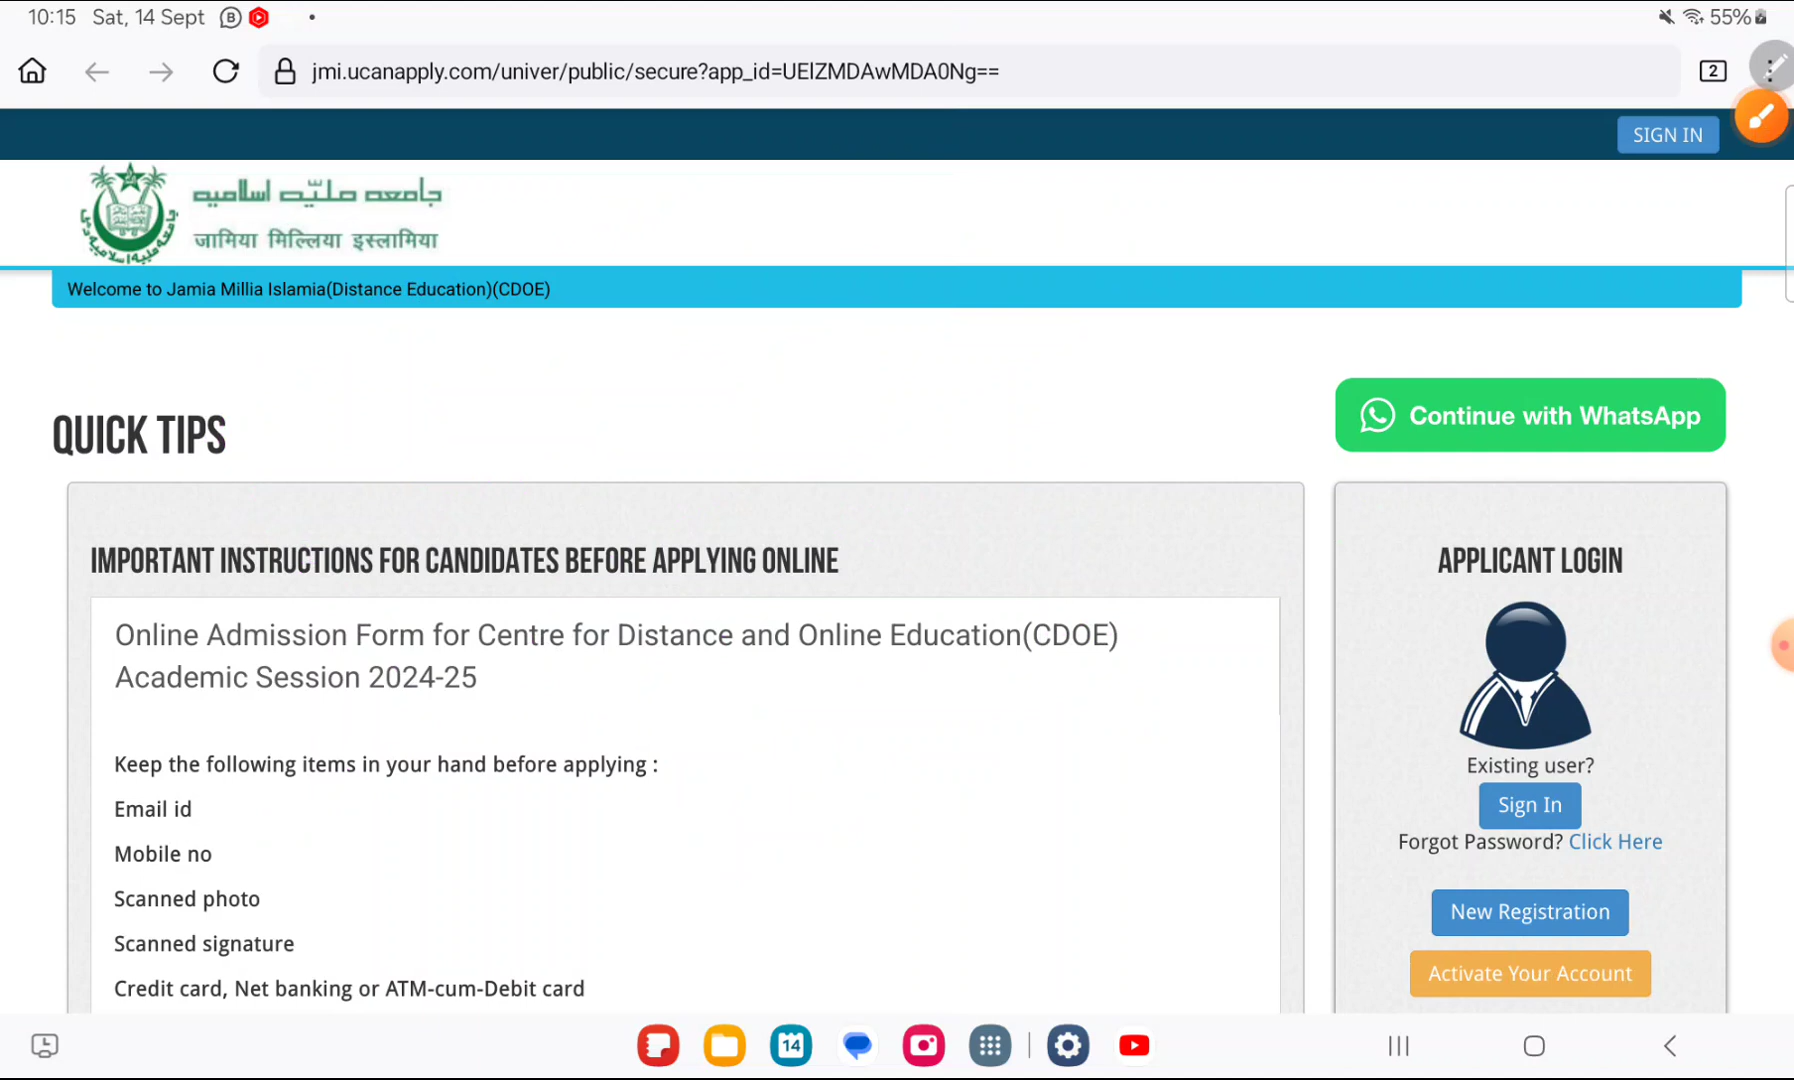 10:15 Sat, 14 Sept
55%
jmi.ucanapply.com/univer/public/secure?app_id=UElZMDAwMDA0Ng==
2
SIGN IN
جامعہ ملیّہ اسلامیہ
जामिया मिल्लिया इस्लामिया
Welcome to Jamia Millia Islamia(Distance Education)(CDOE)
Continue with WhatsApp
QUICK TIPS
IMPORTANT INSTRUCTIONS FOR CANDIDATES BEFORE APPLYING ONLINE
Online Admission Form for Centre for Distance and Online Education(CDOE)
Academic Session 2024-25
Keep the following items in your hand before applying :
Email id
Mobile no
Scanned photo
Scanned signature
Credit card, Net banking or ATM-cum-Debit card
APPLICANT LOGIN
Existing user?
Sign In
Forgot Password? Click Here
New Registration
Activate Your Account
14